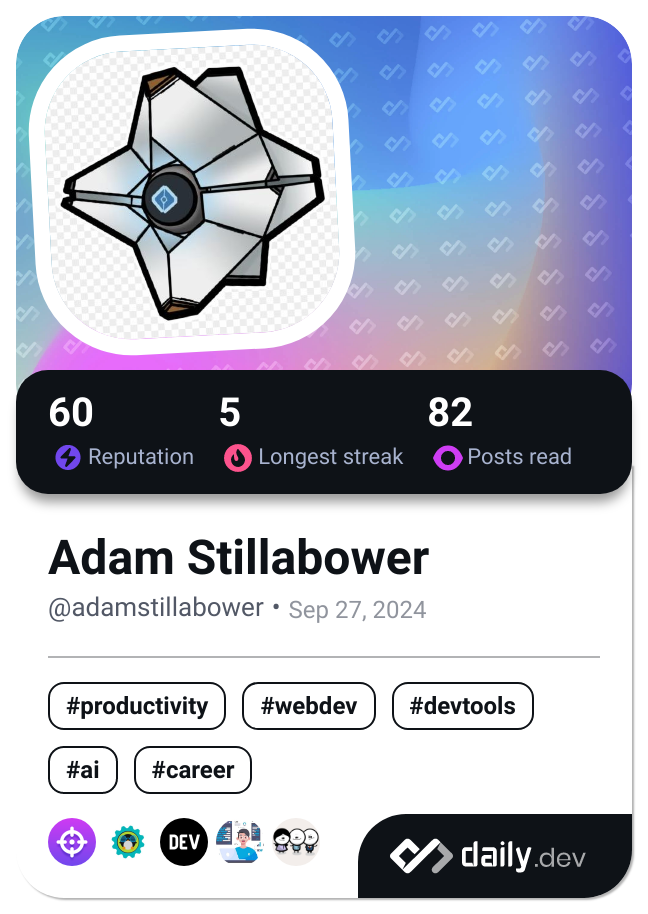 60 5 82
Reputation Longest streak Posts read
Adam Stillabower
@adamstillabower • Sep 27, 2024
#productivity #webdev #devtools
#ai #career
DEV
daily.dev